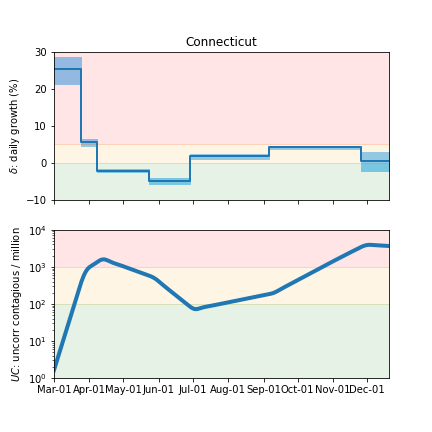 Connecticut
δ: daily growth (%)
30
20
10
0
−10
UC: uncorr contagious / million
10⁴
10³
10²
10¹
10⁰
Mar-01 Apr-01 May-01 Jun-01 Jul-01 Aug-01 Sep-01 Oct-01 Nov-01 Dec-01